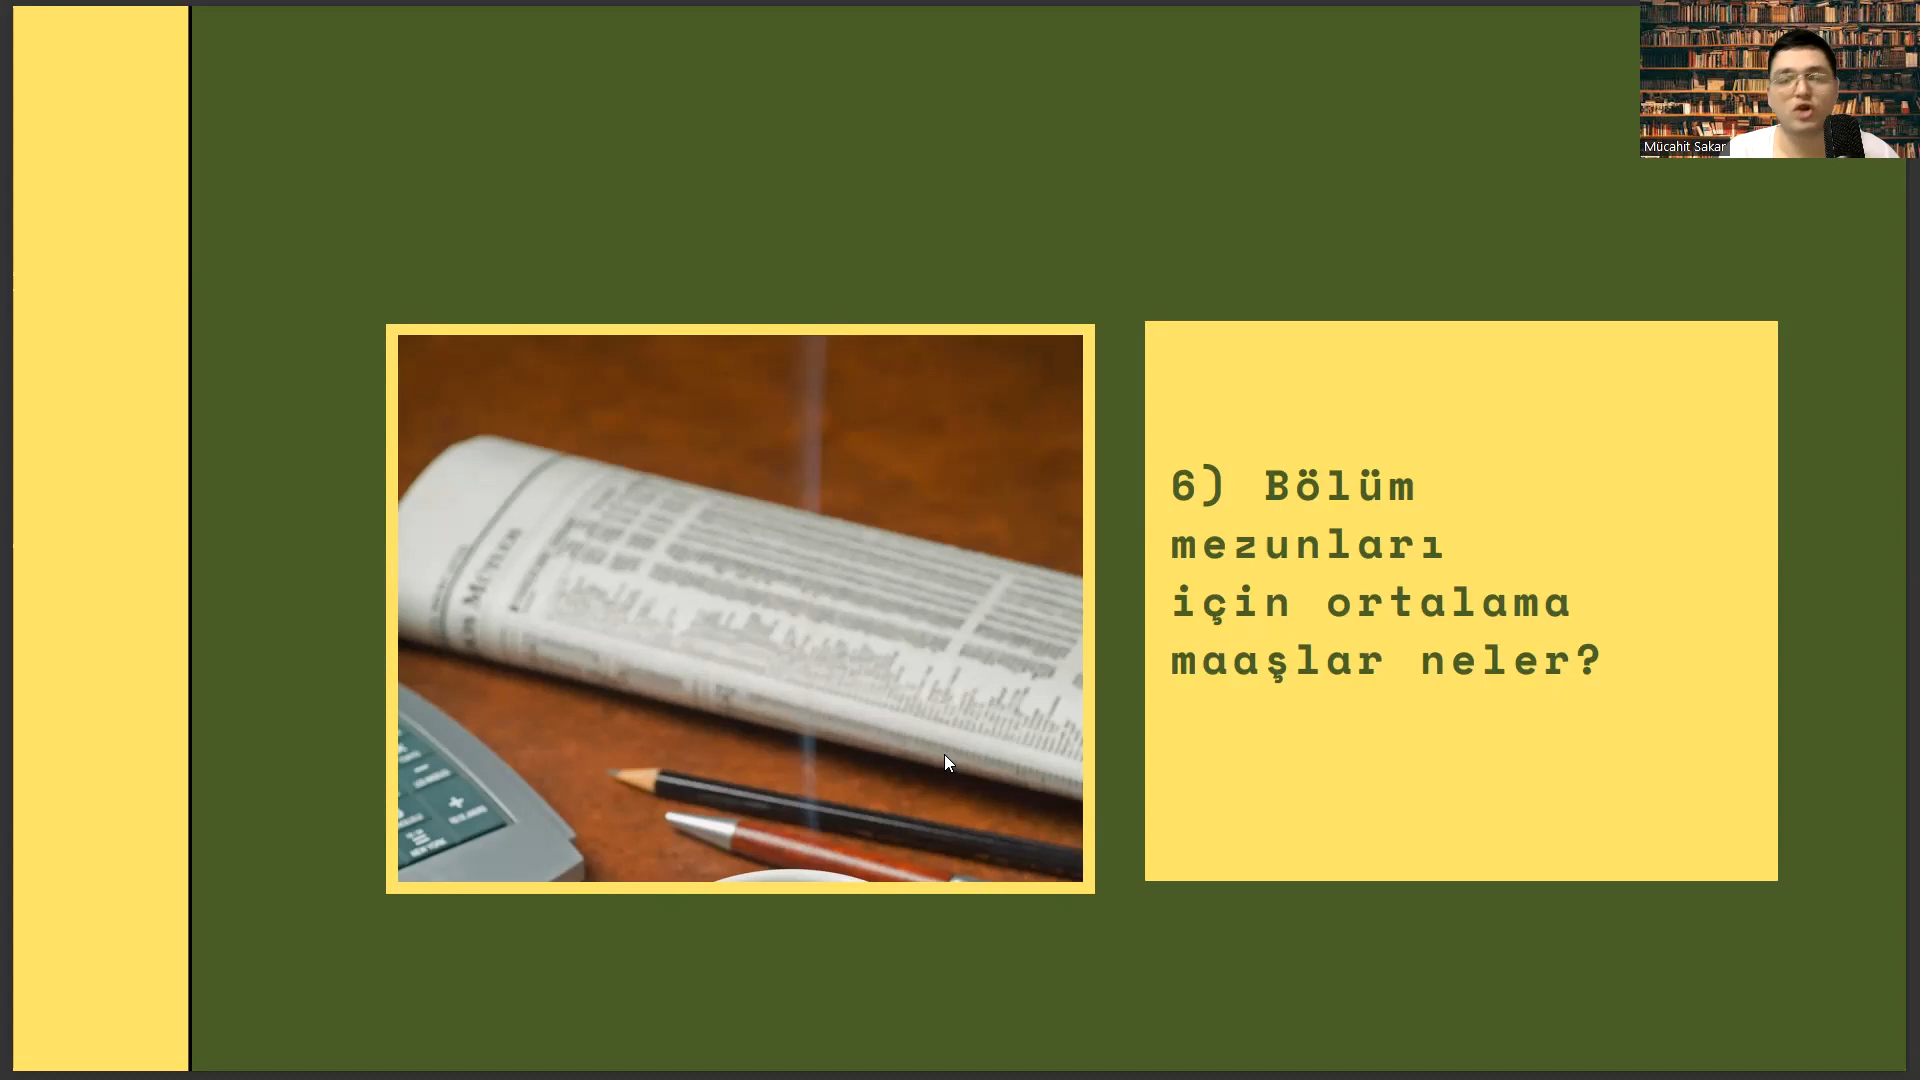 Mücahit Sakar
6) Bölüm
mezunları
için ortalama
maaşlar neler?